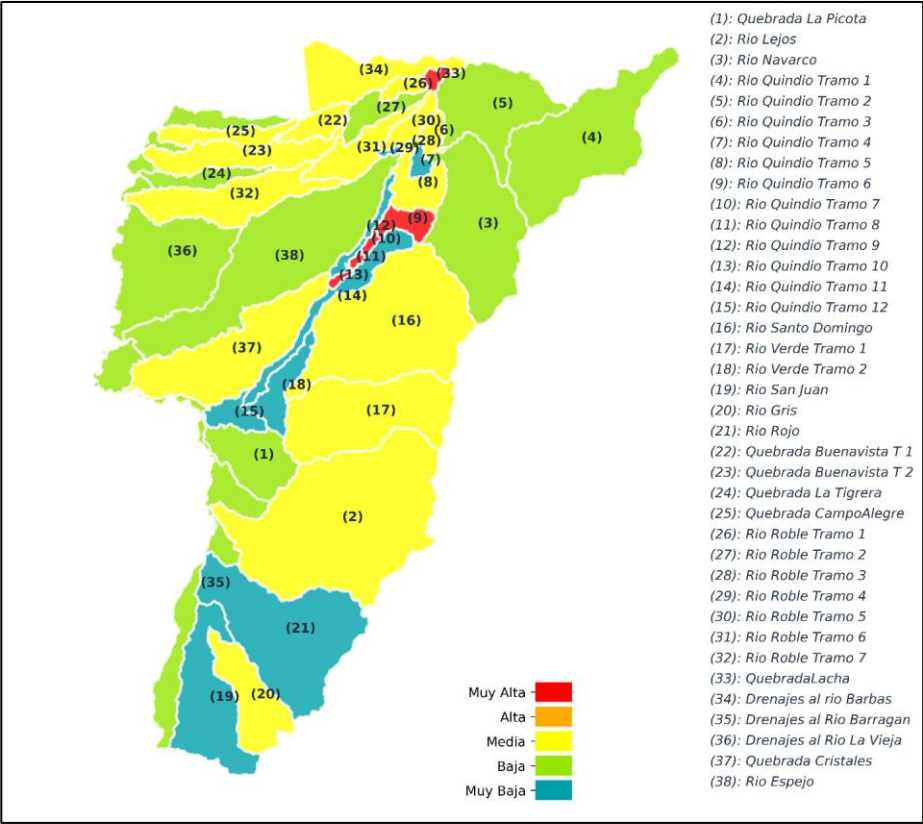 (1): Quebrada La Picota
(2): Rio Lejos
(3): Rio Navarco
(4): Rio Quindio Tramo 1
(5): Rio Quindio Tramo 2
(6): Rio Quindio Tramo 3
(7): Rio Quindio Tramo 4
(8): Rio Quindio Tramo 5
(9): Rio Quindio Tramo 6
(10): Rio Quindio Tramo 7
(11): Rio Quindio Tramo 8
(12): Rio Quindio Tramo 9
(13): Rio Quindio Tramo 10
(14): Rio Quindio Tramo 11
(15): Rio Quindio Tramo 12
(16): Rio Santo Domingo
(17): Rio Verde Tramo 1
(18): Rio Verde Tramo 2
(19): Rio San Juan
(20): Rio Gris
(21): Rio Rojo
(22): Quebrada Buenavista T 1
(23): Quebrada Buenavista T 2
(24): Quebrada La Tigrera
(25): Quebrada CampoAlegre
(26): Rio Roble Tramo 1
(27): Rio Roble Tramo 2
(28): Rio Roble Tramo 3
(29): Rio Roble Tramo 4
(30): Rio Roble Tramo 5
(31): Rio Roble Tramo 6
(32): Rio Roble Tramo 7
(33): QuebradaLacha
(34): Drenajes al rio Barbas
(35): Drenajes al Rio Barragan
(36): Drenajes al Rio La Vieja
(37): Quebrada Cristales
(38): Rio Espejo
(34)
(33)
(26)
(5)
(27)
(22)
(30)
(25)
(6)
(4)
(28)
(31)
(29)
(23)
(7)
(24)
(8)
(32)
(9)
(3)
(12)
(10)
(36)
(38)
(11)
(13)
(14)
(16)
(37)
(18)
(15)
(17)
(1)
(2)
(35)
(21)
(19)
(20)
Muy Alta
Alta
Media
Baja
Muy Baja